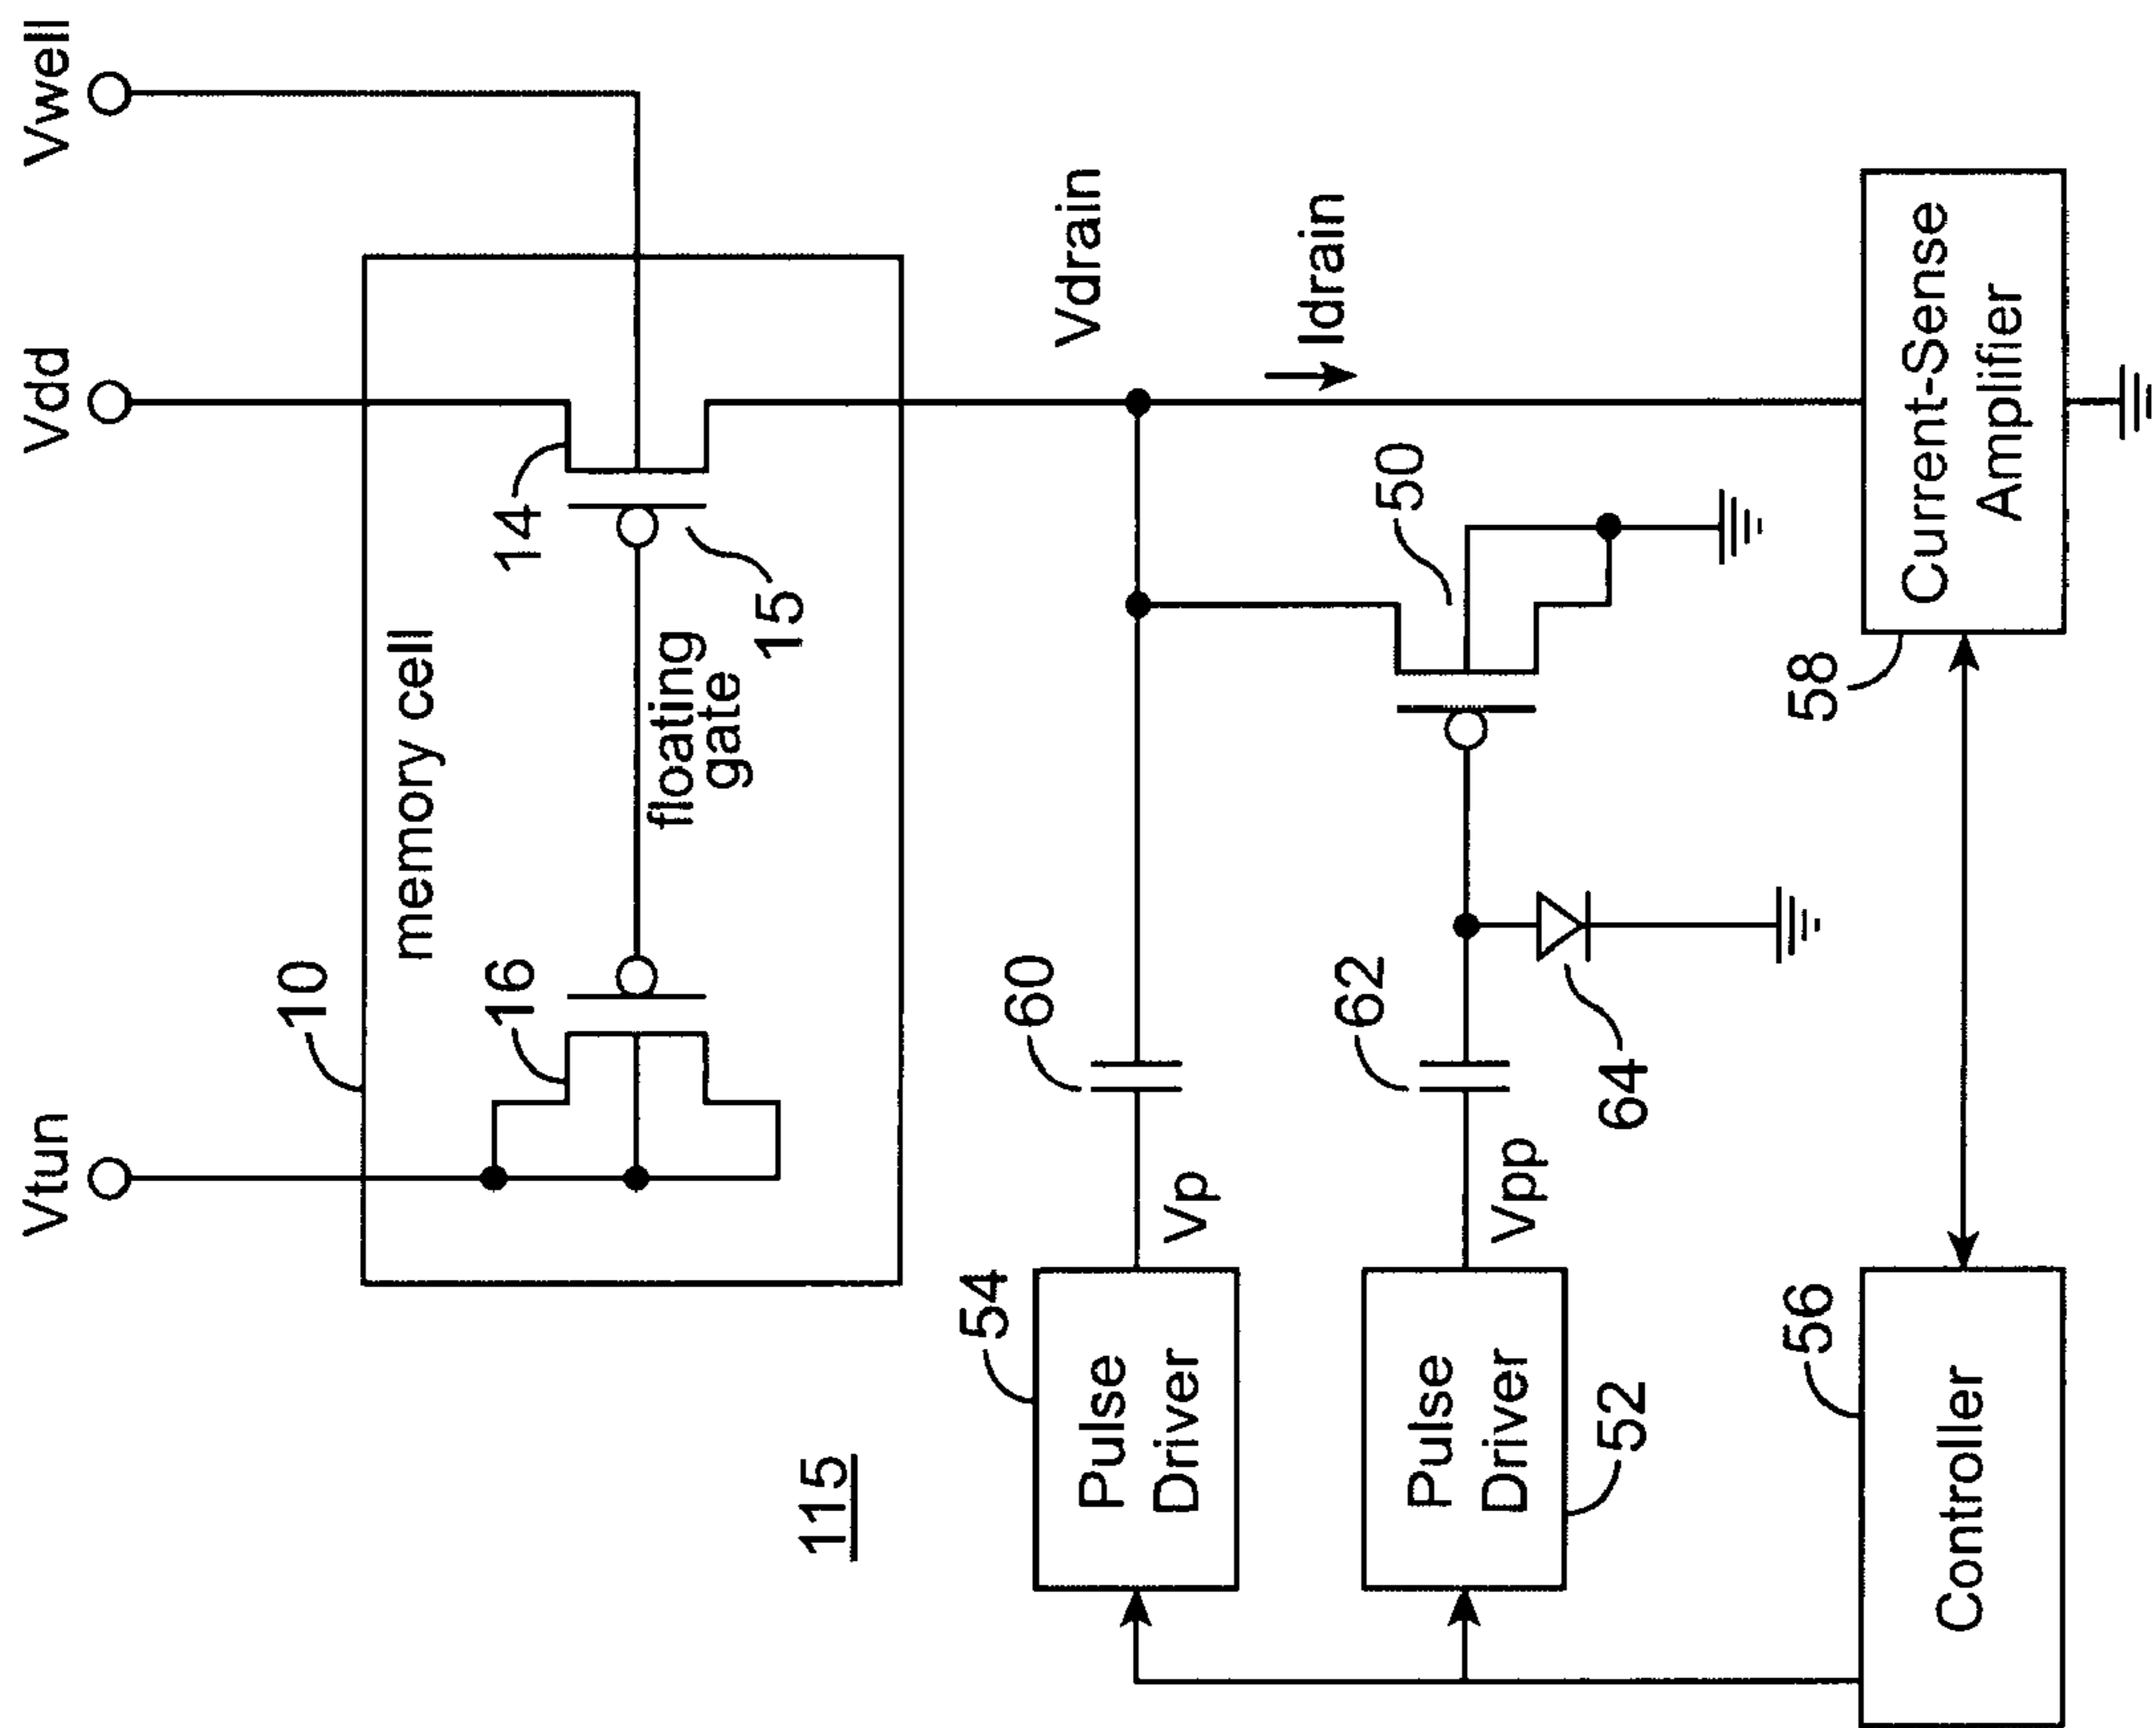 Vtun
Vdd
Vwell
10
memory cell
16
14
floating
gate
15
115
Vdrain
54
Pulse
Driver
Vp
60
Idrain
50
Pulse
Driver
52
Vpp
62
64
56
Controller
58
Current-Sense
Amplifier